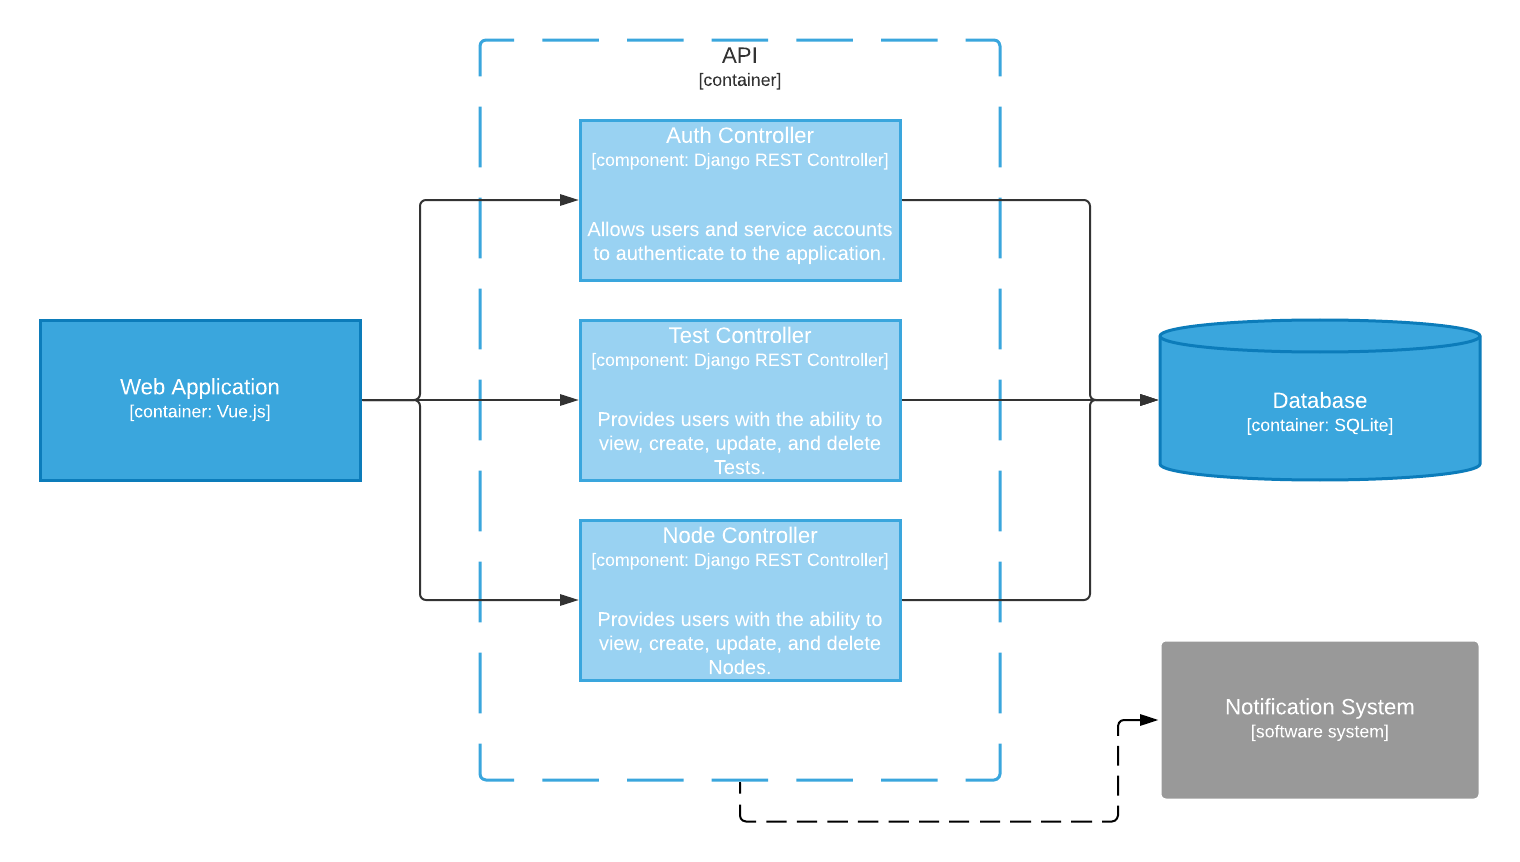 API
[container]
Auth Controller
[component: Django REST Controller]
Allows users and service accounts
to authenticate to the application.
Web Application
[container: Vue.js]
Test Controller
[component: Django REST Controller]
Provides users with the ability to
view, create, update, and delete
Tests.
Database
[container: SQLite]
Node Controller
[component: Django REST Controller]
Provides users with the ability to
view, create, update, and delete
Nodes.
Notification System
[software system]